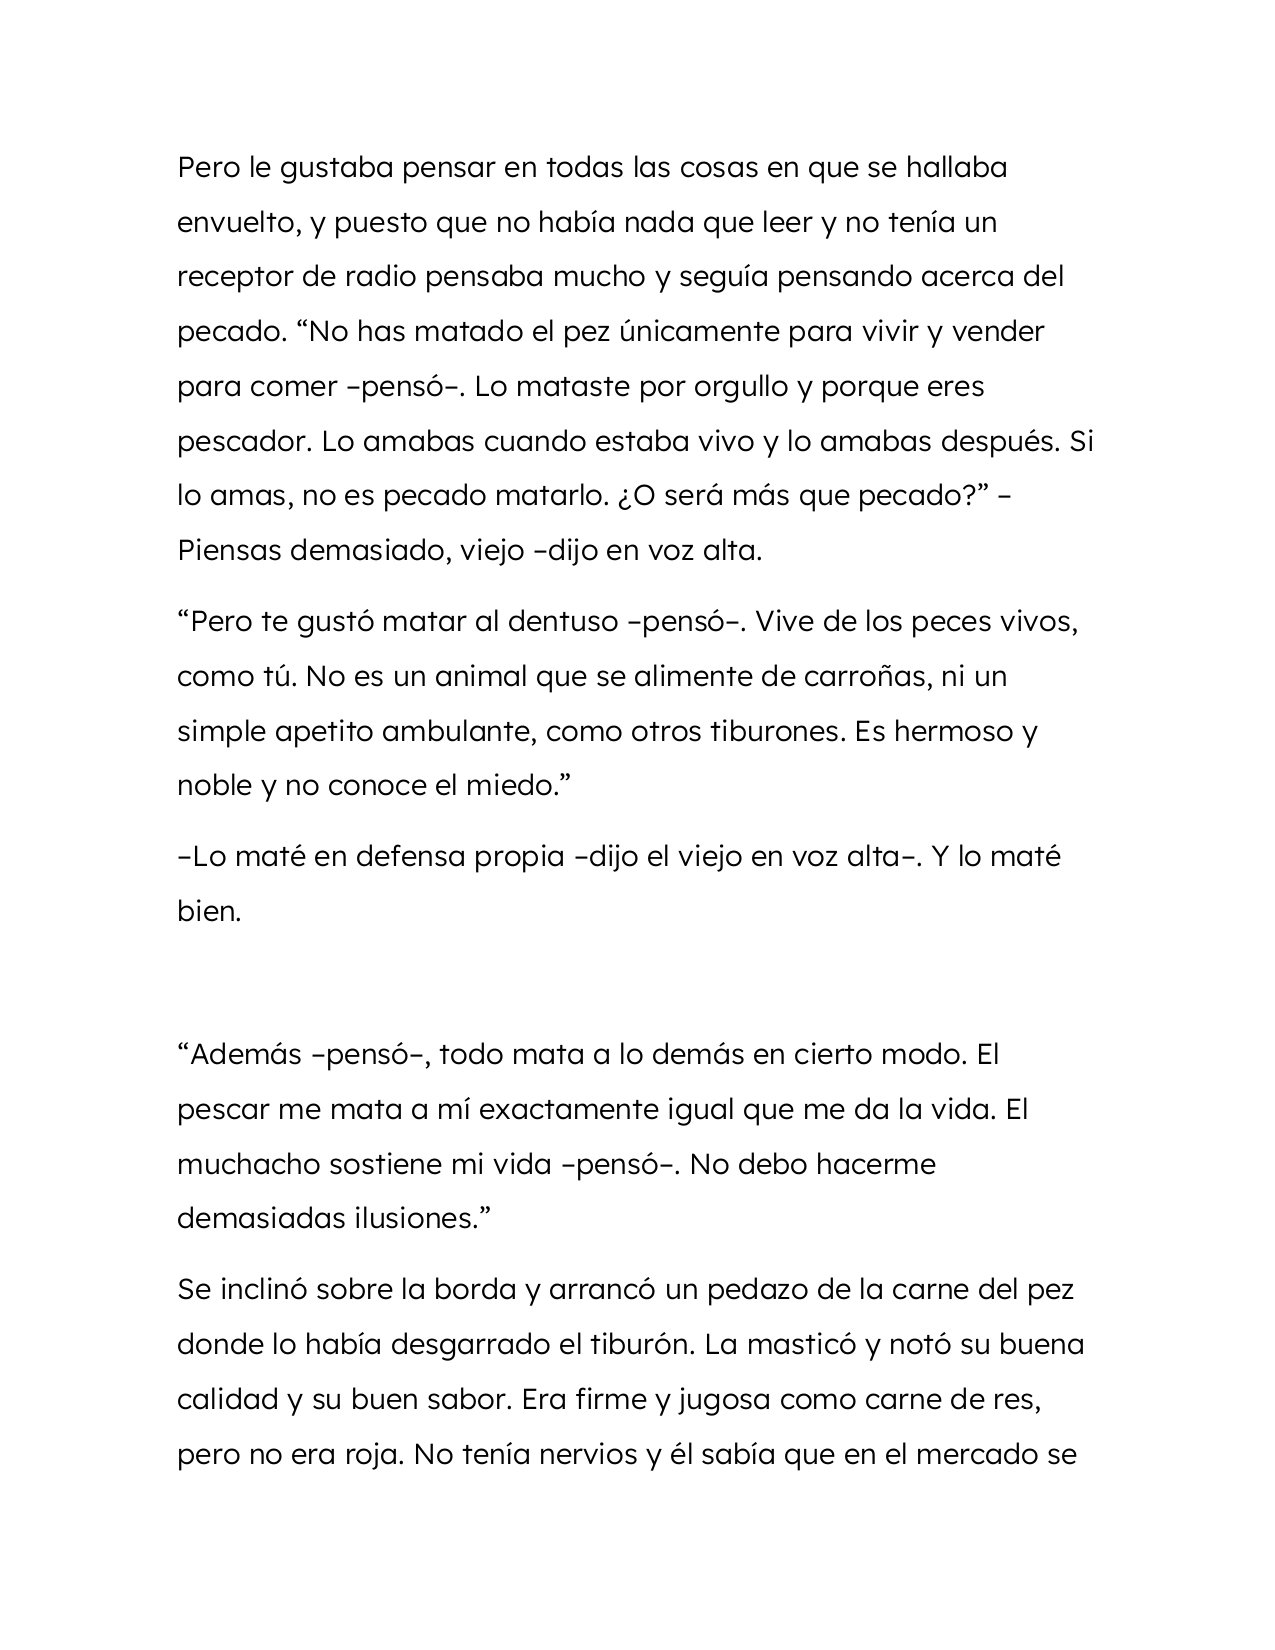 Pero le gustaba pensar en todas las cosas en que se hallaba
envuelto, y puesto que no había nada que leer y no tenía un
receptor de radio pensaba mucho y seguía pensando acerca del
pecado. “No has matado el pez únicamente para vivir y vender
para comer –pensó–. Lo mataste por orgullo y porque eres
pescador. Lo amabas cuando estaba vivo y lo amabas después. Si
lo amas, no es pecado matarlo. ¿O será más que pecado?” –
Piensas demasiado, viejo –dijo en voz alta.
“Pero te gustó matar al dentuso –pensó–. Vive de los peces vivos,
como tú. No es un animal que se alimente de carroñas, ni un
simple apetito ambulante, como otros tiburones. Es hermoso y
noble y no conoce el miedo.”
–Lo maté en defensa propia –dijo el viejo en voz alta–. Y lo maté
bien.
“Además –pensó–, todo mata a lo demás en cierto modo. El
pescar me mata a mí exactamente igual que me da la vida. El
muchacho sostiene mi vida –pensó–. No debo hacerme
demasiadas ilusiones.”
Se inclinó sobre la borda y arrancó un pedazo de la carne del pez
donde lo había desgarrado el tiburón. La masticó y notó su buena
calidad y su buen sabor. Era firme y jugosa como carne de res,
pero no era roja. No tenía nervios y él sabía que en el mercado se